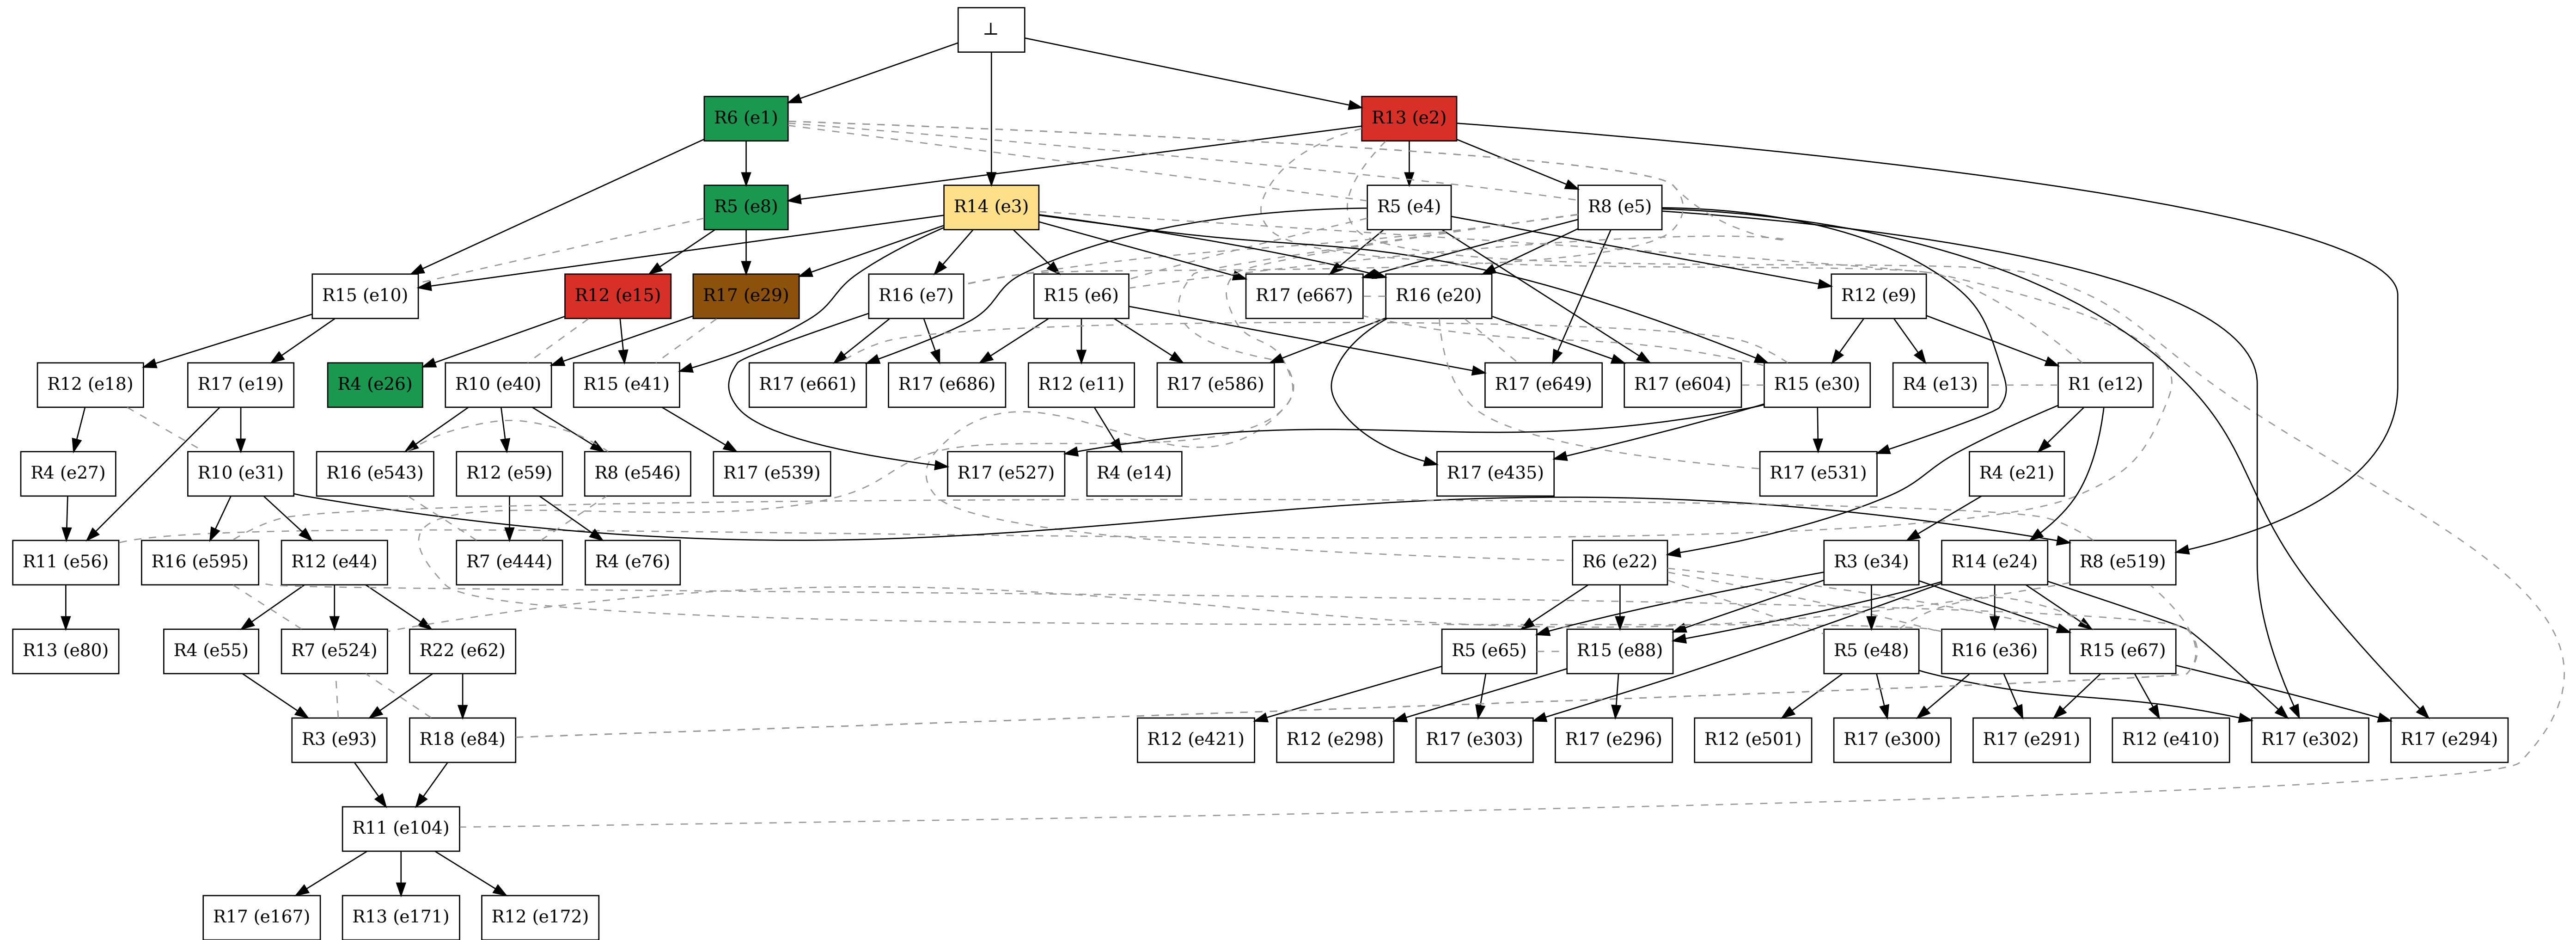 ⊥
R6 (e1)
R13 (e2)
R5 (e8)
R14 (e3)
R5 (e4)
R8 (e5)
R15 (e10)
R12 (e15)
R17 (e29)
R16 (e7)
R15 (e6)
R17 (e667)
R16 (e20)
R12 (e9)
R12 (e18)
R17 (e19)
R4 (e26)
R10 (e40)
R15 (e41)
R17 (e661)
R17 (e686)
R12 (e11)
R17 (e586)
R17 (e649)
R17 (e604)
R15 (e30)
R4 (e13)
R1 (e12)
R4 (e27)
R10 (e31)
R16 (e543)
R12 (e59)
R8 (e546)
R17 (e539)
R17 (e527)
R4 (e14)
R17 (e435)
R17 (e531)
R4 (e21)
R11 (e56)
R16 (e595)
R12 (e44)
R7 (e444)
R4 (e76)
R6 (e22)
R3 (e34)
R14 (e24)
R8 (e519)
R13 (e80)
R4 (e55)
R7 (e524)
R22 (e62)
R5 (e65)
R15 (e88)
R5 (e48)
R16 (e36)
R15 (e67)
R3 (e93)
R18 (e84)
R12 (e421)
R12 (e298)
R17 (e303)
R17 (e296)
R12 (e501)
R17 (e300)
R17 (e291)
R12 (e410)
R17 (e302)
R17 (e294)
R11 (e104)
R17 (e167)
R13 (e171)
R12 (e172)